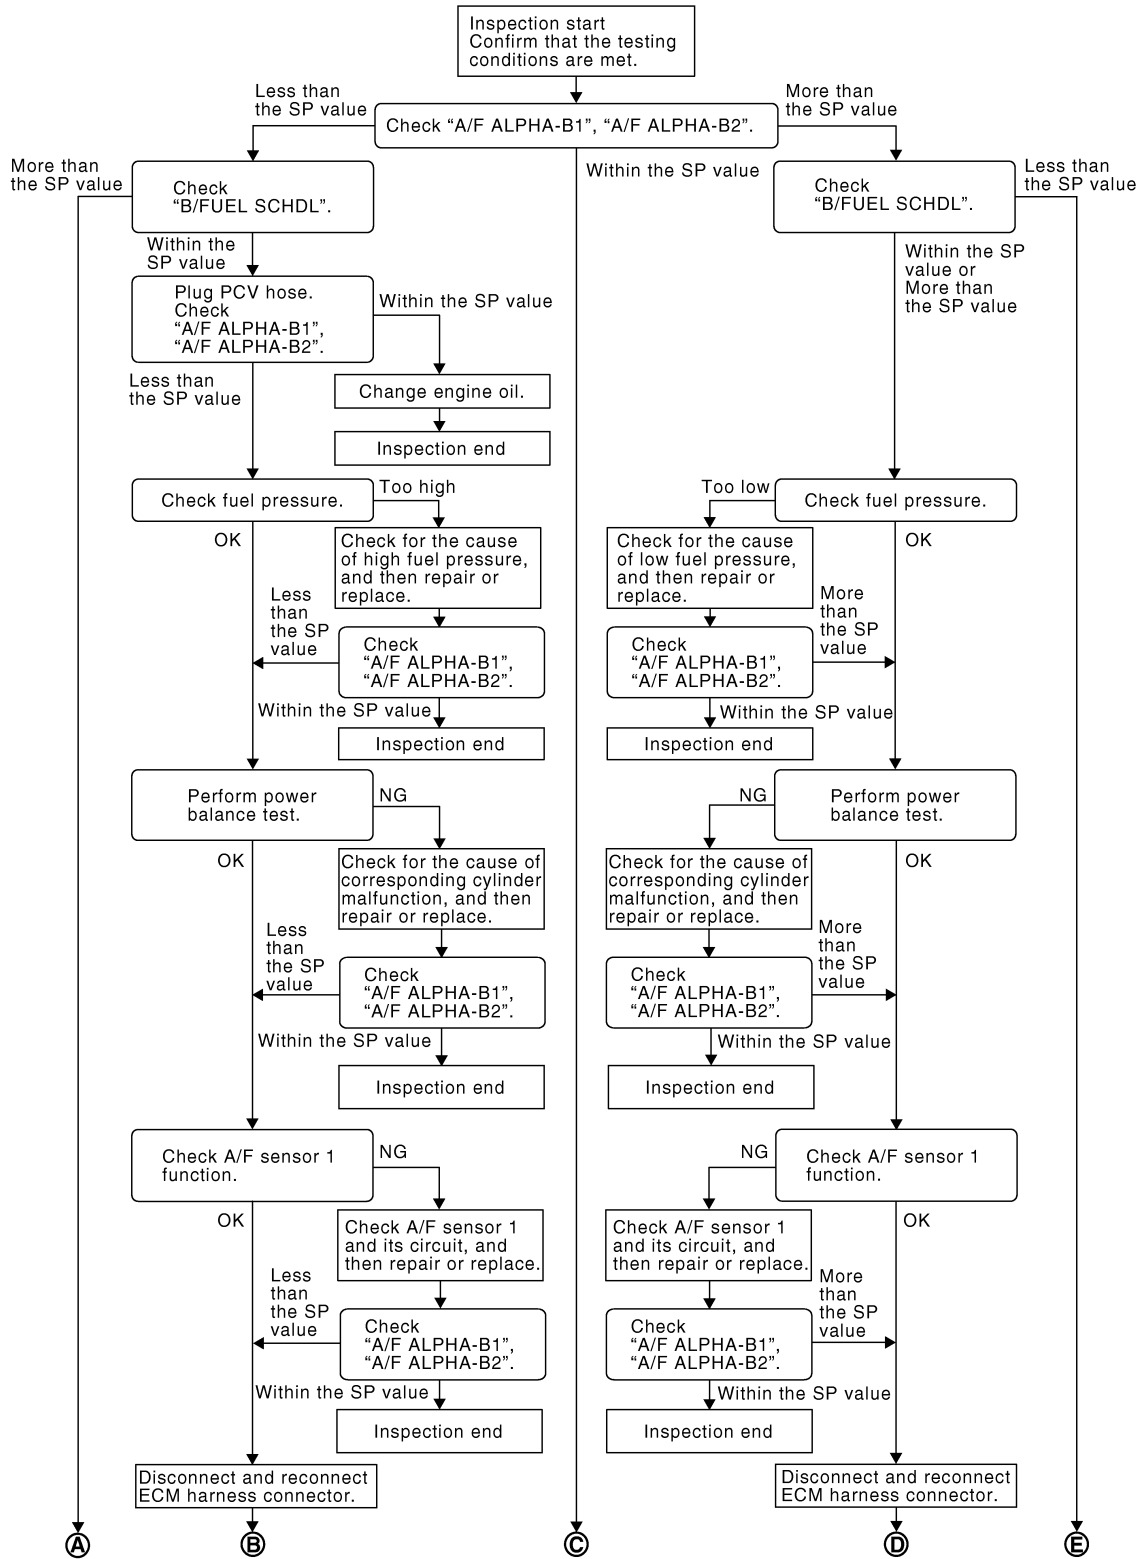 Inspection start
Confirm that the testing
conditions are met.
Less than
the SP value
More than
the SP value
Check “A/F ALPHA-B1”, “A/F ALPHA-B2”.
More than
the SP value
Within the SP value
Less than
the SP value
Check
“B/FUEL SCHDL”.
Check
“B/FUEL SCHDL”.
Within the
SP value
Within the SP
value or
More than
the SP value
Plug PCV hose.
Check
“A/F ALPHA-B1”,
“A/F ALPHA-B2”.
Within the SP value
Less than
the SP value
Change engine oil.
Inspection end
Check fuel pressure.
Too high
Too low
Check fuel pressure.
OK
Check for the cause
of high fuel pressure,
and then repair or
replace.
Check for the cause
of low fuel pressure,
and then repair or
replace.
OK
Less
than
the SP
value
Check
“A/F ALPHA-B1”,
“A/F ALPHA-B2”.
Check
“A/F ALPHA-B1”,
“A/F ALPHA-B2”.
More
than
the SP
value
Within the SP value
Within the SP value
Inspection end
Inspection end
Perform power
balance test.
NG
NG
Perform power
balance test.
OK
Check for the cause of
corresponding cylinder
malfunction, and then
repair or replace.
Check for the cause of
corresponding cylinder
malfunction, and then
repair or replace.
OK
Less
than
the SP
value
Check
“A/F ALPHA-B1”,
“A/F ALPHA-B2”.
Check
“A/F ALPHA-B1”,
“A/F ALPHA-B2”.
More
than
the SP
value
Within the SP value
Within the SP value
Inspection end
Inspection end
Check A/F sensor 1
function.
NG
NG
Check A/F sensor 1
function.
OK
Check A/F sensor 1
and its circuit, and
then repair or replace.
Check A/F sensor 1
and its circuit, and
then repair or replace.
OK
Less
than
the SP
value
Check
“A/F ALPHA-B1”,
“A/F ALPHA-B2”.
Check
“A/F ALPHA-B1”,
“A/F ALPHA-B2”.
More
than
the SP
value
Within the SP value
Within the SP value
Inspection end
Inspection end
Disconnect and reconnect
ECM harness connector.
Disconnect and reconnect
ECM harness connector.
A
B
C
D
E